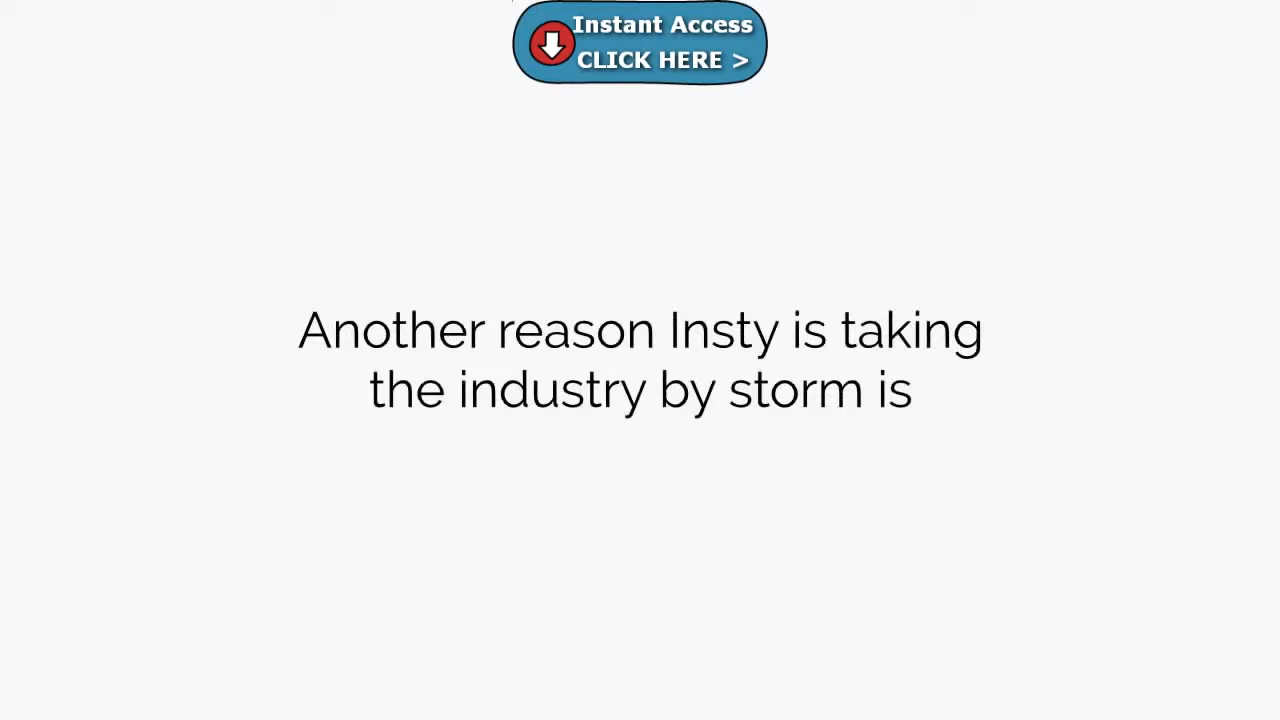 Instant Access
CLICK HERE >
Another reason Insty is taking
the industry by storm is